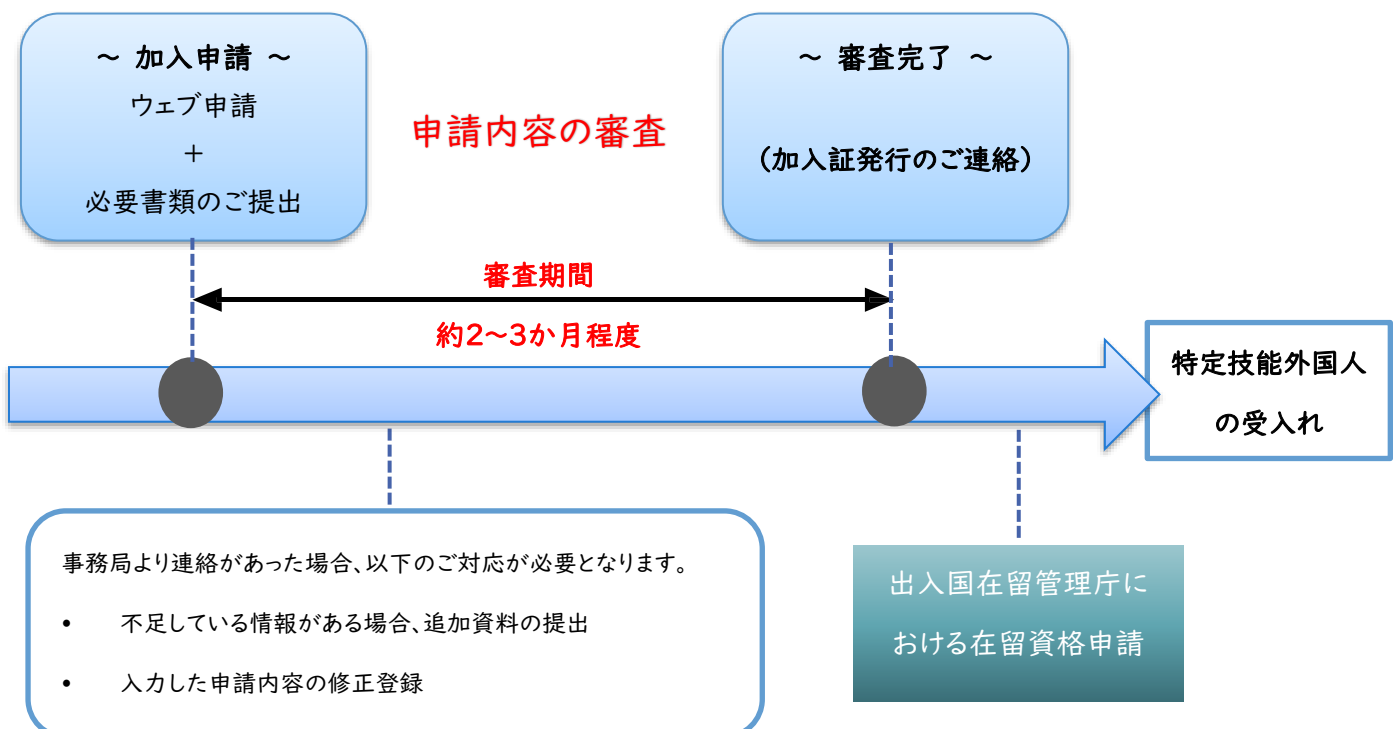 ～ 加入申請 ～
ウェブ申請
＋
必要書類のご提出
申請内容の審査
～ 審査完了 ～
（加入証発行のご連絡）
審査期間
約2～3か月程度
特定技能外国人
の受入れ
事務局より連絡があった場合、以下のご対応が必要となります。
• 不足している情報がある場合、追加資料の提出
• 入力した申請内容の修正登録
出入国在留管理庁に
おける在留資格申請